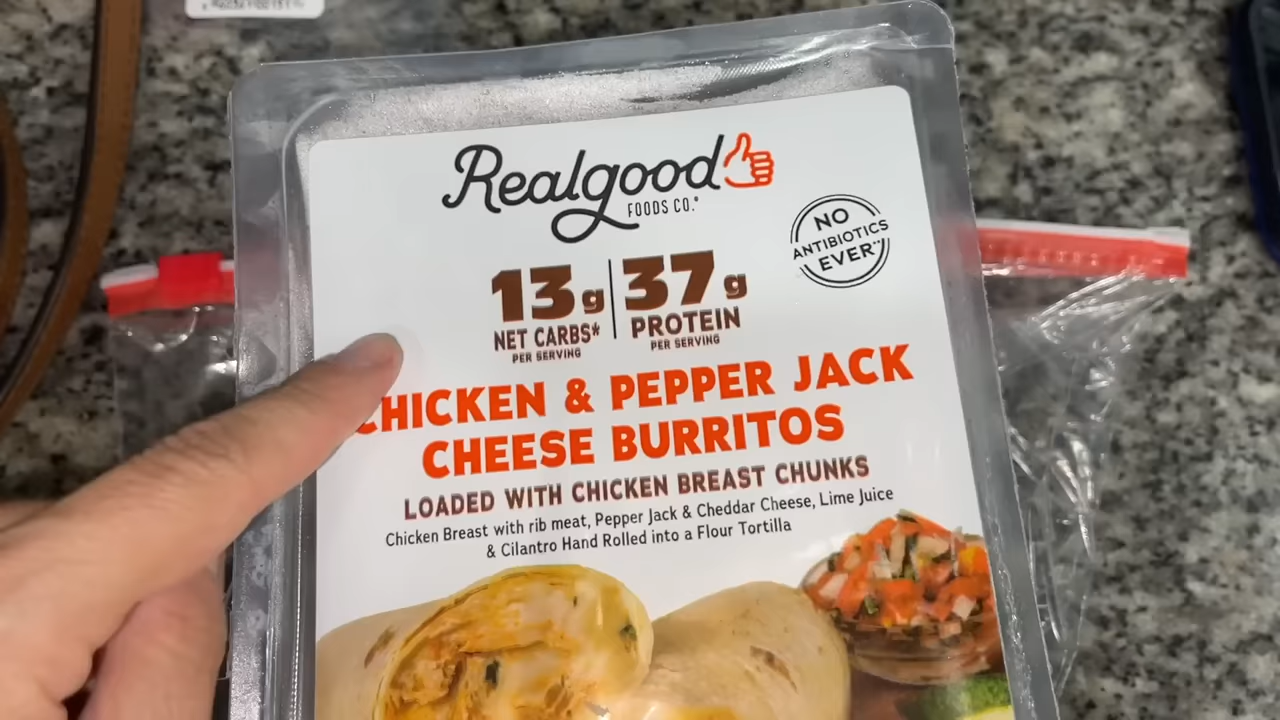 Realgood
FOODS CO.®
NO
ANTIBIOTICS
EVER**
13g
NET CARBS*
PER SERVING
37g
PROTEIN
PER SERVING
CHICKEN & PEPPER JACK
CHEESE BURRITOS
LOADED WITH CHICKEN BREAST CHUNKS
Chicken Breast with rib meat, Pepper Jack & Cheddar Cheese, Lime Juice
& Cilantro Hand Rolled into a Flour Tortilla